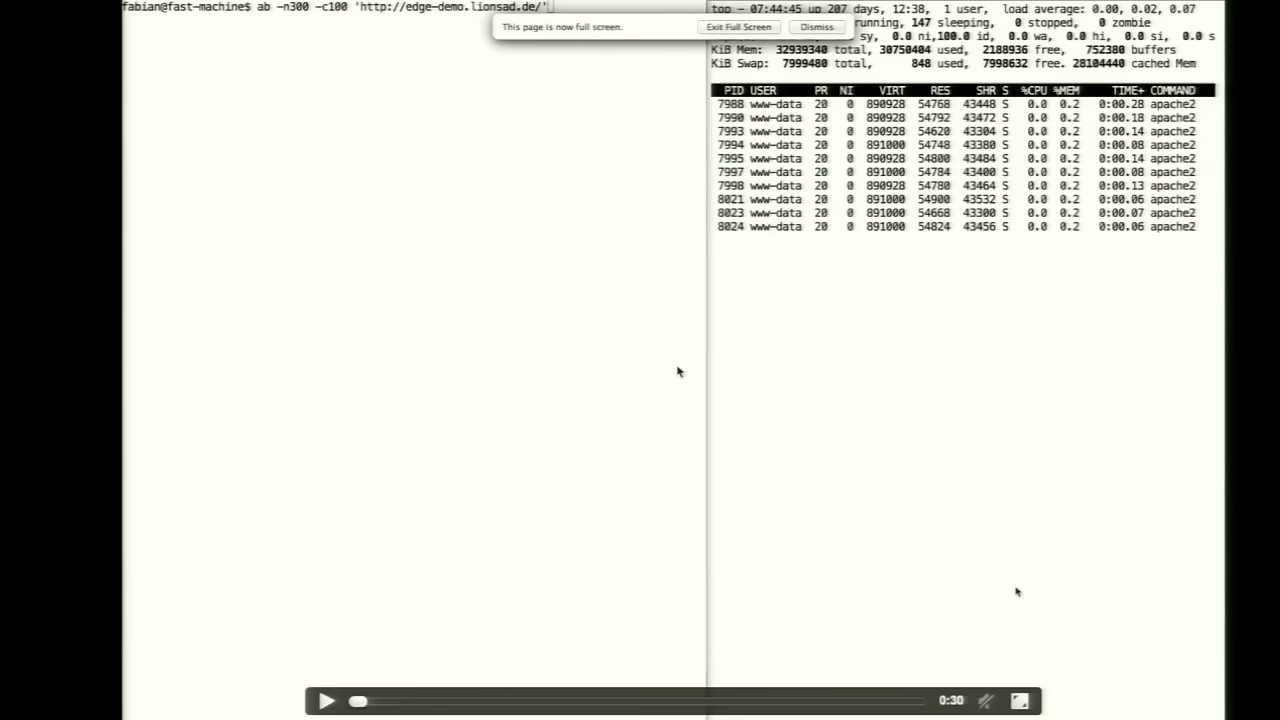 fabian@fast-machine$ ab -n300 -c100 'http://edge-demo.lionsad.de/'
This page is now full screen. Exit Full Screen Dismiss
top - 07:44:45 up 207 days, 12:38, 1 user, load average: 0.00, 0.02, 0.07
running, 147 sleeping, 0 stopped, 0 zombie
sy, 0.0 ni,100.0 id, 0.0 wa, 0.0 hi, 0.0 si, 0.0 s
KiB Mem: 32939340 total, 30750404 used, 2188936 free, 752380 buffers
KiB Swap: 7999480 total, 848 used, 7998632 free. 28104440 cached Mem
PID USER PR NI VIRT RES SHR S %CPU %MEM TIME+ COMMAND
7988 www-data 20 0 890928 54768 43448 S 0.0 0.2 0:00.28 apache2
7990 www-data 20 0 890928 54792 43472 S 0.0 0.2 0:00.18 apache2
7993 www-data 20 0 890928 54620 43304 S 0.0 0.2 0:00.14 apache2
7994 www-data 20 0 891000 54748 43380 S 0.0 0.2 0:00.08 apache2
7995 www-data 20 0 890928 54800 43484 S 0.0 0.2 0:00.14 apache2
7997 www-data 20 0 891000 54784 43400 S 0.0 0.2 0:00.08 apache2
7998 www-data 20 0 890928 54780 43464 S 0.0 0.2 0:00.13 apache2
8021 www-data 20 0 891000 54900 43532 S 0.0 0.2 0:00.06 apache2
8023 www-data 20 0 891000 54668 43300 S 0.0 0.2 0:00.07 apache2
8024 www-data 20 0 891000 54824 43456 S 0.0 0.2 0:00.06 apache2
0:30